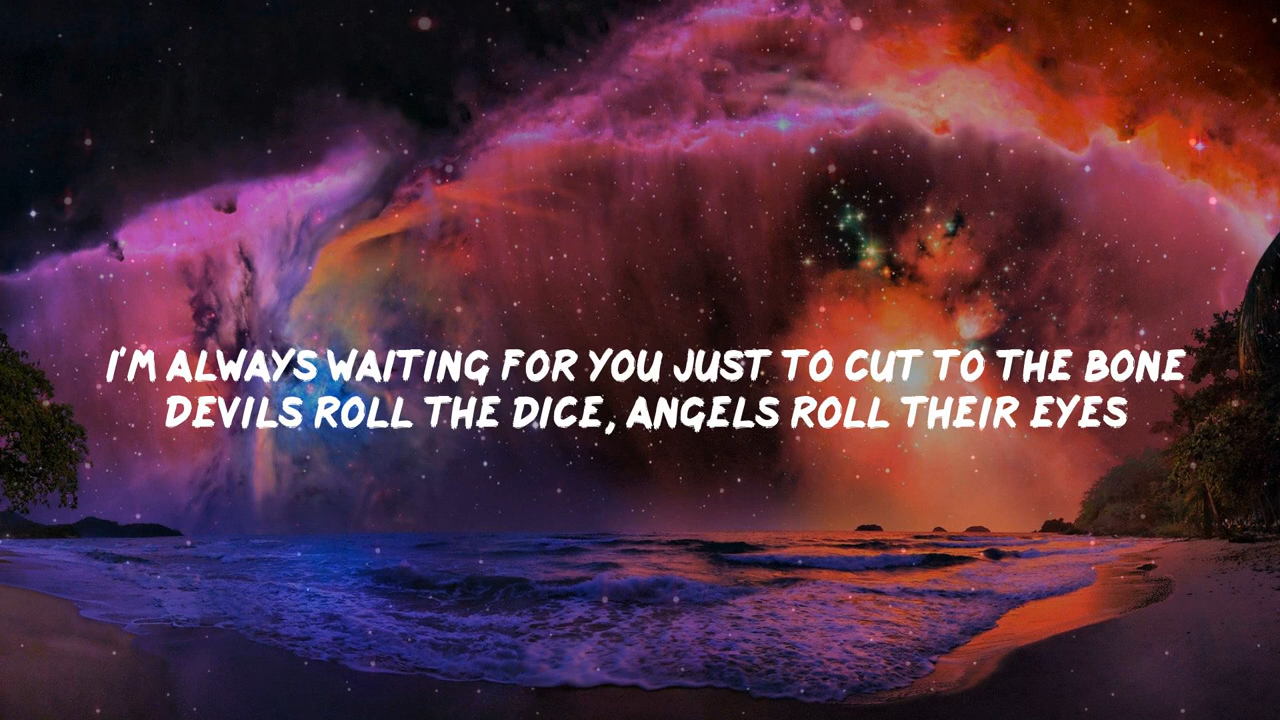 I'M ALWAYS WAITING FOR YOU JUST TO CUT TO THE BONE
DEVILS ROLL THE DICE, ANGELS ROLL THEIR EYES